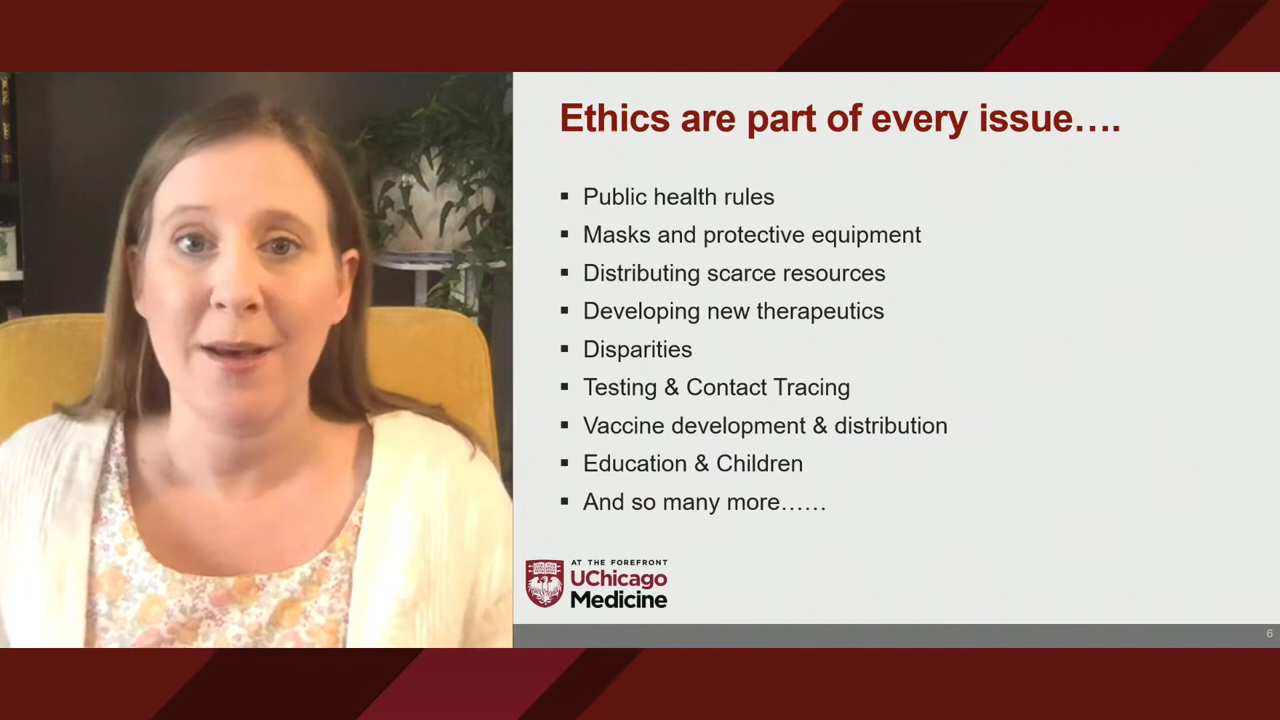 Ethics are part of every issue….
▪ Public health rules
▪ Masks and protective equipment
▪ Distributing scarce resources
▪ Developing new therapeutics
▪ Disparities
▪ Testing & Contact Tracing
▪ Vaccine development & distribution
▪ Education & Children
▪ And so many more……
AT THE FOREFRONT
UChicago
Medicine
6